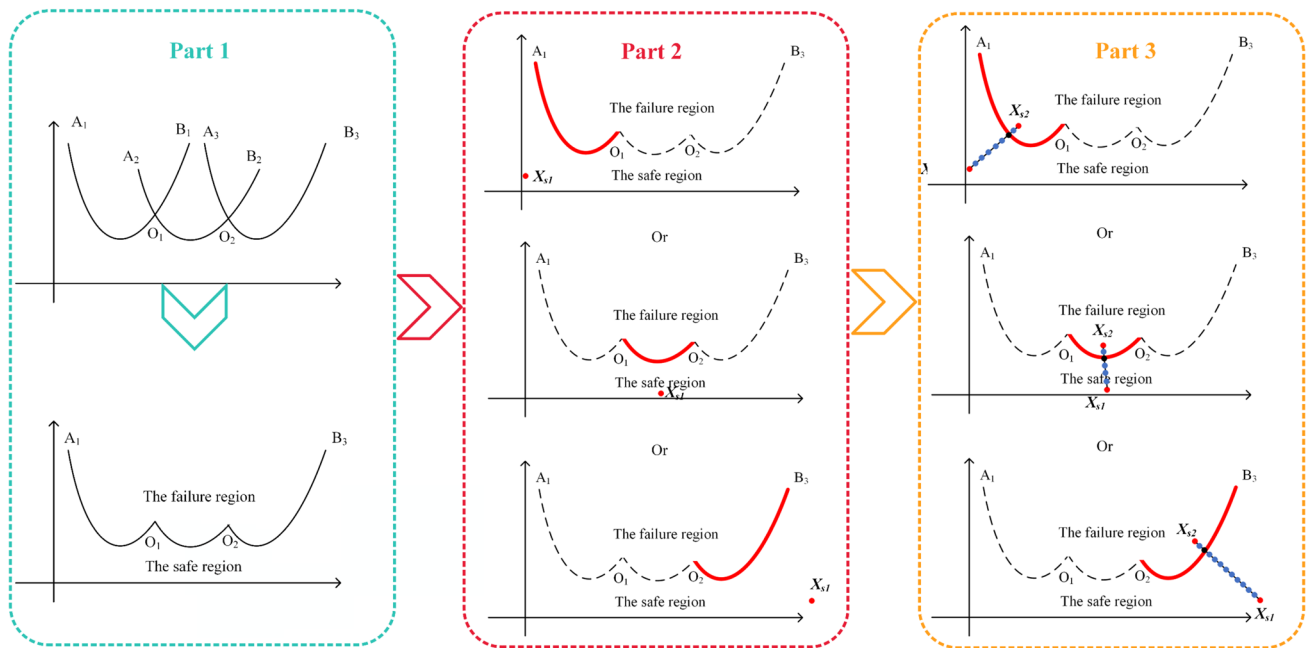 Part 1
A1
B1
A3
B3
A2
B2
O1
O2
A1
B3
The failure region
O1
O2
The safe region
Part 2
A1
B3
The failure region
O1
O2
The safe region
Xs1
Or
A1
B3
The failure region
O1
O2
The safe region
Xs1
Or
A1
B3
The failure region
O1
O2
The safe region
Xs1
Part 3
A1
B3
The failure region
Xs2
O1
O2
The safe region
Or
A1
B3
The failure region
Xs2
O1
O2
The safe region
Xs1
Or
A1
B3
The failure region
Xs2
O1
O2
The safe region
Xs1